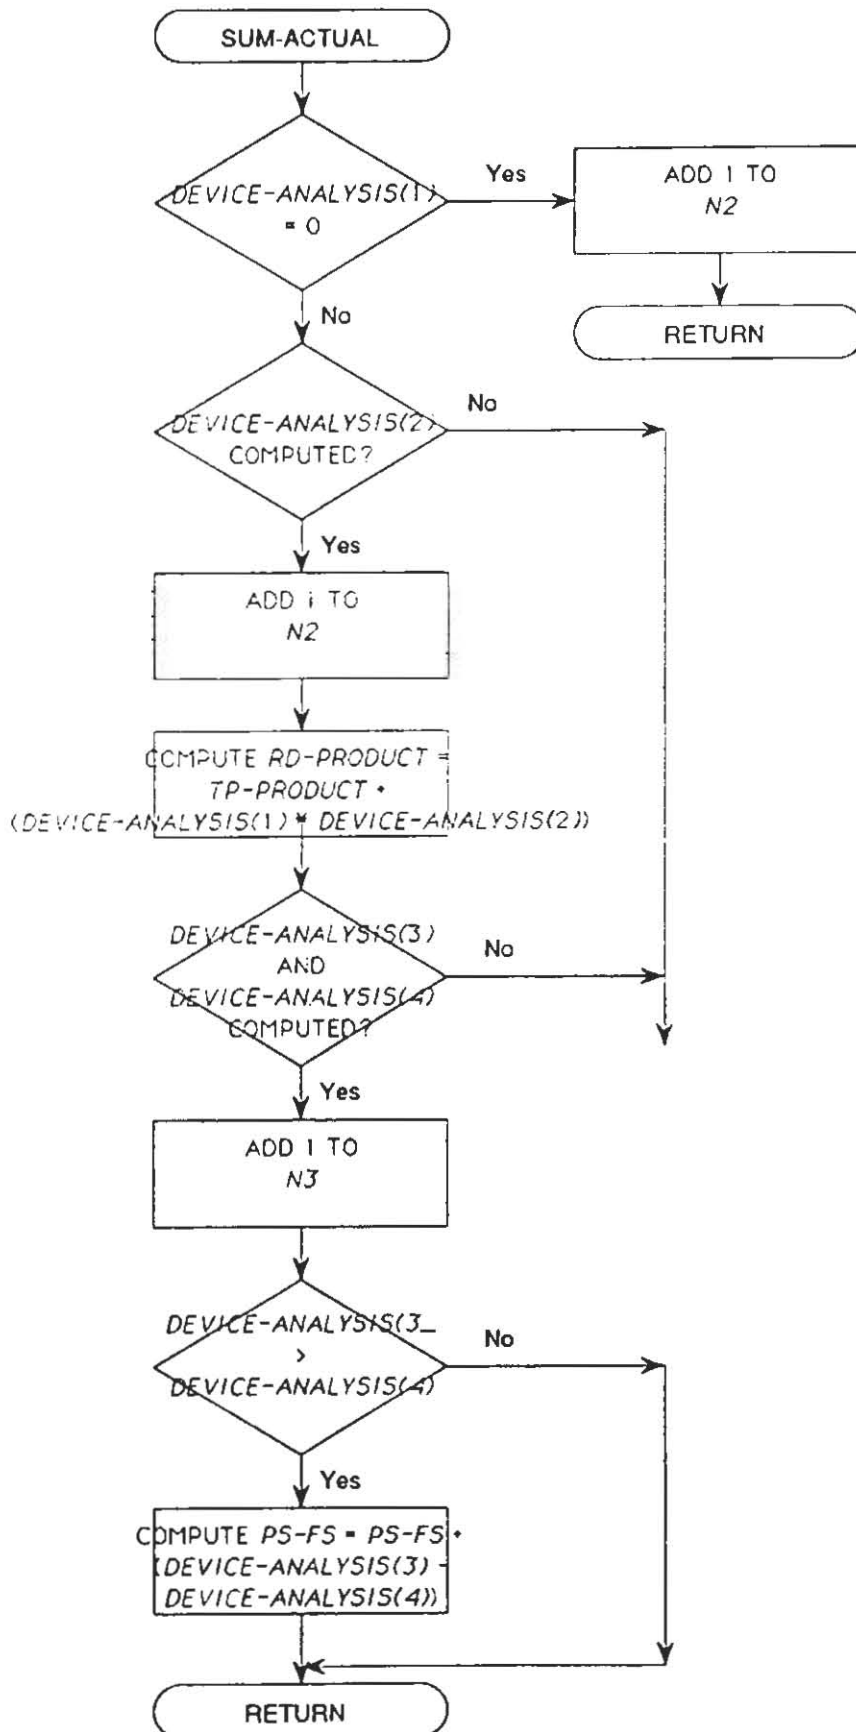 SUM-ACTUAL
DEVICE-ANALYSIS(1)
= 0
Yes
ADD 1 TO
N2
RETURN
No
DEVICE-ANALYSIS(2)
COMPUTED?
No
Yes
ADD 1 TO
N2
COMPUTE RD-PRODUCT =
TP-PRODUCT +
(DEVICE-ANALYSIS(1) * DEVICE-ANALYSIS(2))
DEVICE-ANALYSIS(3)
AND
DEVICE-ANALYSIS(4)
COMPUTED?
No
Yes
ADD 1 TO
N3
DEVICE-ANALYSIS(3_
>
DEVICE-ANALYSIS(4)
No
Yes
COMPUTE PS-FS = PS-FS +
(DEVICE-ANALYSIS(3) -
DEVICE-ANALYSIS(4))
RETURN